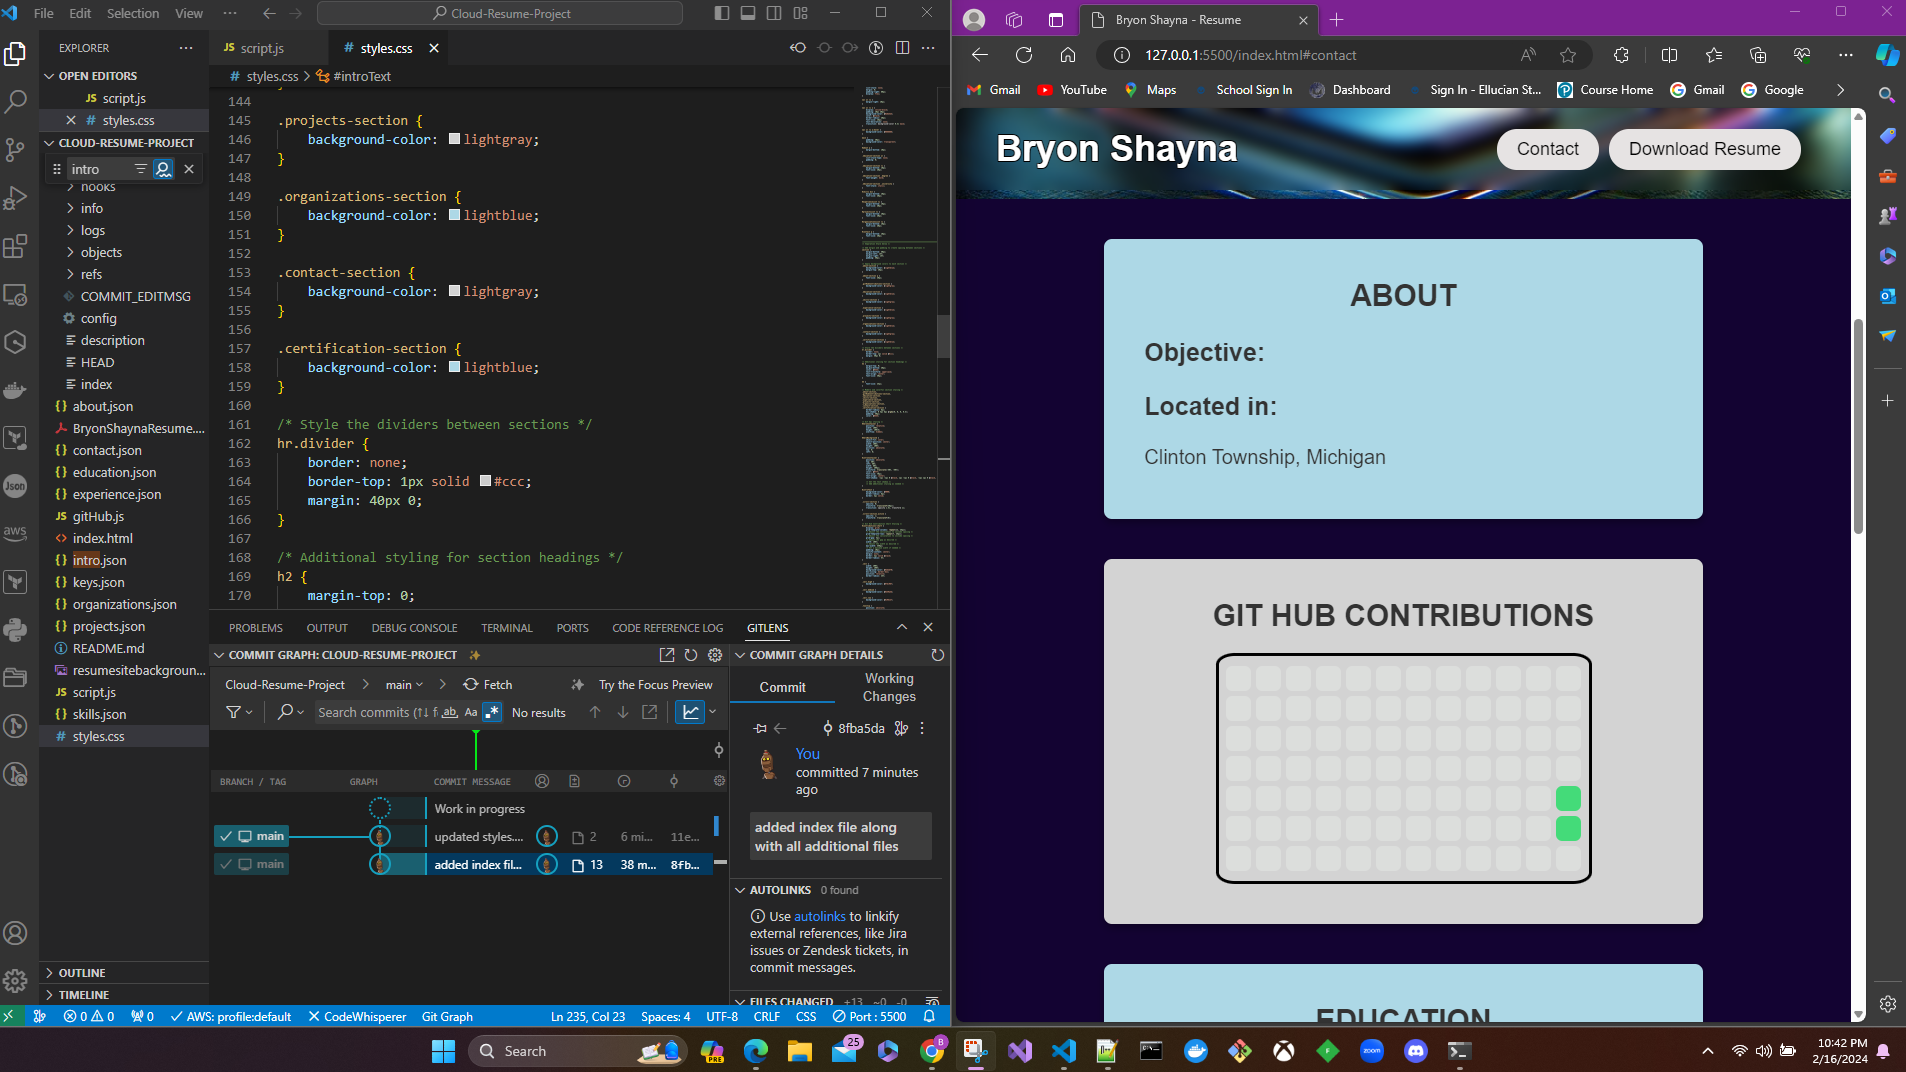 File Edit Selection View ···
Cloud-Resume-Project
EXPLORER
OPEN EDITORS
JS script.js
# styles.css
CLOUD-RESUME-PROJECT
intro
hooks
info
logs
objects
refs
COMMIT_EDITMSG
config
description
HEAD
index
{} about.json
BryonShaynaResume....
{} contact.json
{} education.json
{} experience.json
JS gitHub.js
<> index.html
{} intro.json
{} keys.json
{} organizations.json
{} projects.json
README.md
resumesitebackgroun...
JS script.js
{} skills.json
# styles.css
OUTLINE
TIMELINE
Json
aws
JS script.js
# styles.css
# styles.css > #introText
144
145 .projects-section {
146 background-color: lightgray;
147 }
148
149 .organizations-section {
150 background-color: lightblue;
151 }
152
153 .contact-section {
154 background-color: lightgray;
155 }
156
157 .certification-section {
158 background-color: lightblue;
159 }
160
161 /* Style the dividers between sections */
162 hr.divider {
163 border: none;
164 border-top: 1px solid #ccc;
165 margin: 40px 0;
166 }
167
168 /* Additional styling for section headings */
169 h2 {
170 margin-top: 0;
PROBLEMS OUTPUT DEBUG CONSOLE TERMINAL PORTS CODE REFERENCE LOG GITLENS
COMMIT GRAPH: CLOUD-RESUME-PROJECT
Cloud-Resume-Project > main > Fetch Try the Focus Preview
Search commits (↑↓ f ab, Aa .* No results
BRANCH / TAG GRAPH COMMIT MESSAGE
Work in progress
main updated styles.... 2 6 mi... 11e...
main added index fil... 13 38 m... 8fb...
COMMIT GRAPH DETAILS
Commit
Working Changes
8fba5da
You
committed 7 minutes
ago
added index file along
with all additional files
AUTOLINKS 0 found
Use autolinks to linkify
external references, like Jira
issues or Zendesk tickets, in
commit messages.
FILES CHANGED +13 ~0 -0
0 0 0 AWS: profile:default CodeWhisperer Git Graph Ln 235, Col 23 Spaces: 4 UTF-8 CRLF CSS Port : 5500
Bryon Shayna - Resume
127.0.0.1:5500/index.html#contact
Gmail YouTube Maps School Sign In Dashboard Sign In - Ellucian St... Course Home Gmail Google
Bryon Shayna
Contact
Download Resume
ABOUT
Objective:
Located in:
Clinton Township, Michigan
GIT HUB CONTRIBUTIONS
EDUCATION
Search
PRE
25
B
zoom
10:42 PM
2/16/2024